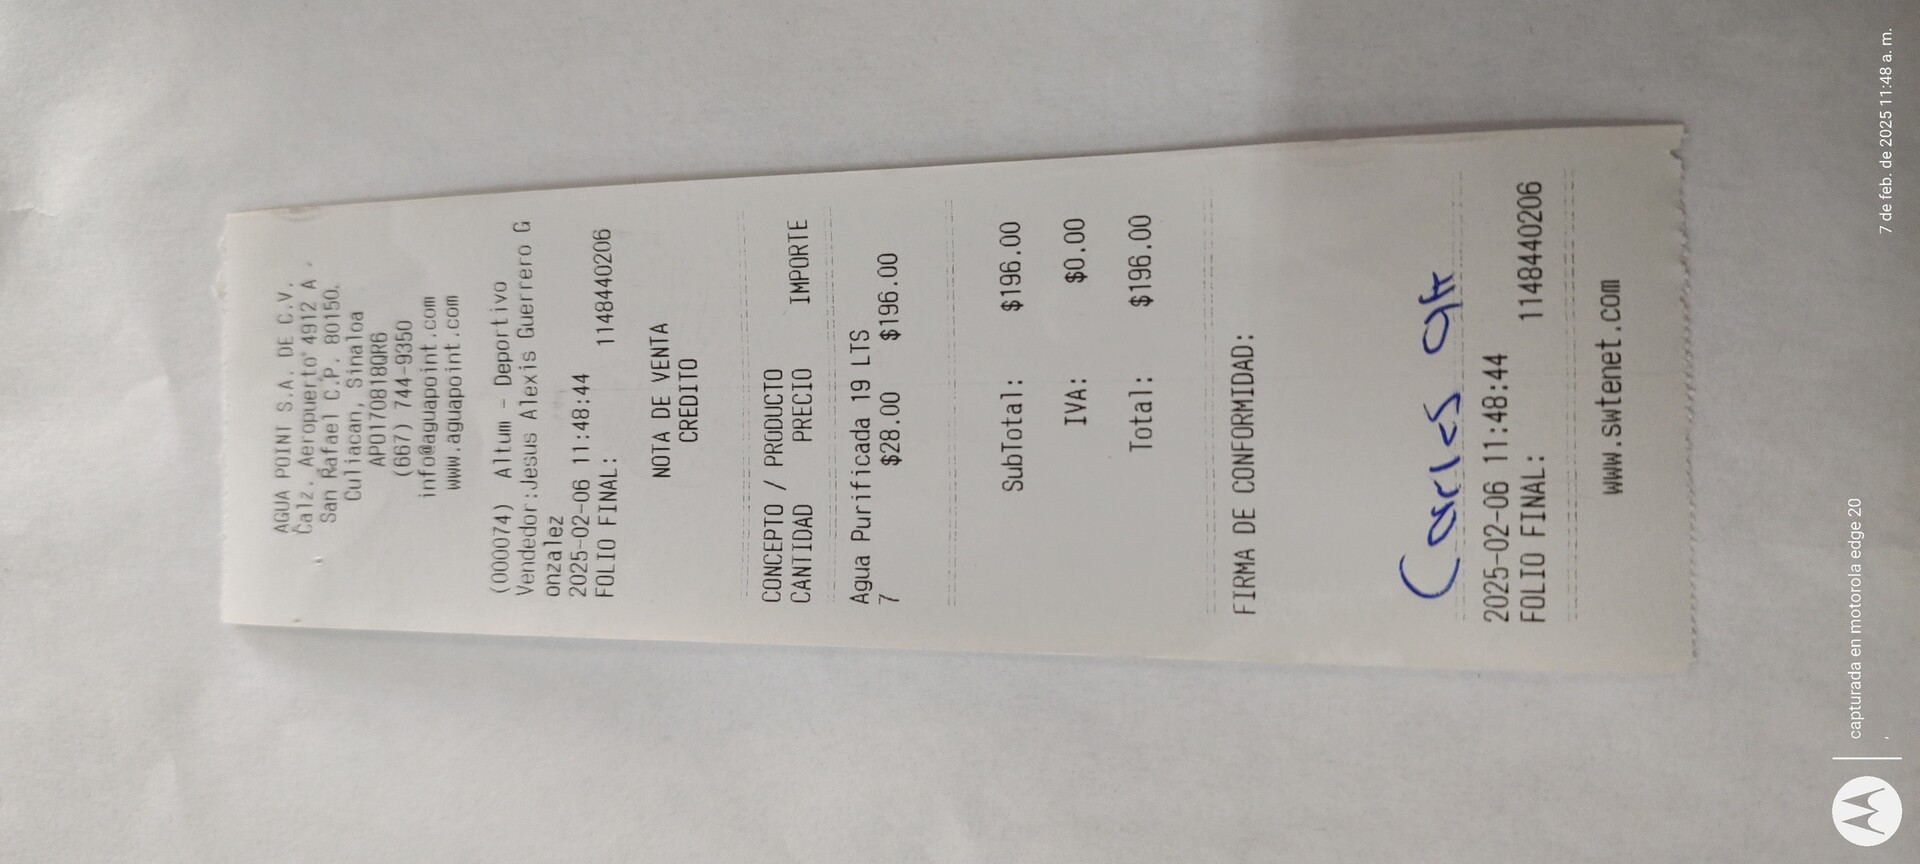 AGUA POINT S.A. DE C.V.
Calz. Aeropuerto 4912 A
San Rafael C.P. 80150.
Culiacan, Sinaloa
APO170818QR6
(667) 744-9350
info@aguapoint.com
www.aguapoint.com
(000074) Altum - Deportivo
Vendedor:Jesus Alexis Guerrero G
onzalez
2025-02-06 11:48:44
FOLIO FINAL: 1148440206
NOTA DE VENTA
CREDITO
CONCEPTO / PRODUCTO
CANTIDAD PRECIO IMPORTE
Agua Purificada 19 LTS
7 $28.00 $196.00
SubTotal: $196.00
IVA: $0.00
Total: $196.00
FIRMA DE CONFORMIDAD:
Carlos
2025-02-06 11:48:44
FOLIO FINAL: 1148440206
www.swtenet.com
capturada en motorola edge 20
7 de feb. de 2025 11:48 a. m.